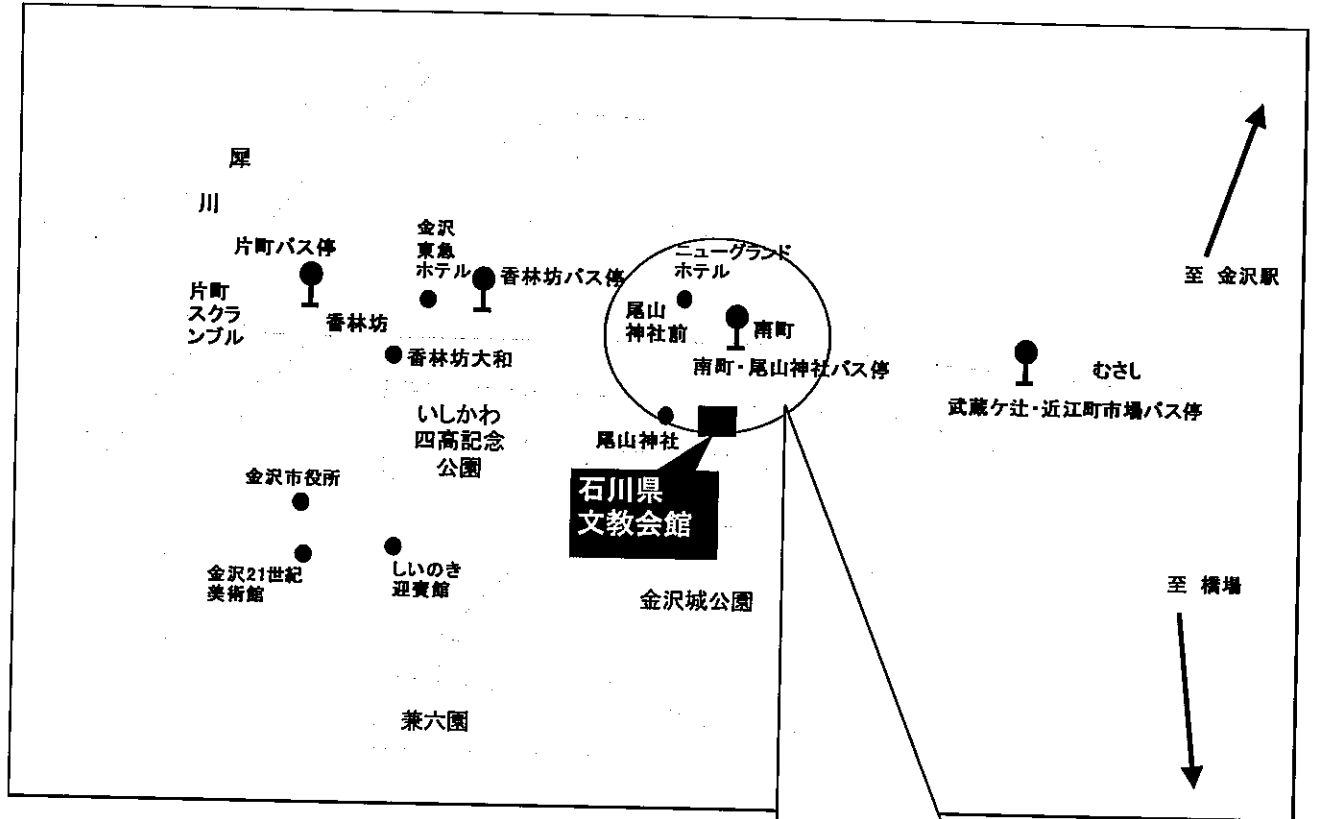 犀
川
片町バス停
片町
スクラ
ンブル
香林坊
金沢
東急
ホテル
香林坊バス停
香林坊大和
いしかわ
四高記念
公園
金沢市役所
金沢21世紀
美術館
しいのき
迎賓館
兼六園
ニューグランド
ホテル
尾山
神社前
南町
南町・尾山神社バス停
尾山神社
石川県
文教会館
金沢城公園
至 金沢駅
むさし
武蔵ケ辻・近江町市場バス停
至 橋場